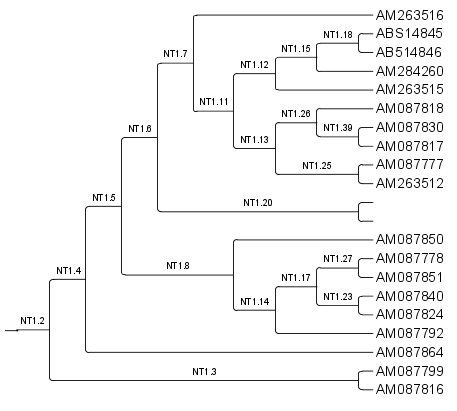 AM263516
NT1.18
ABS14845
NT1.7
NT1.15
AB514846
NT1.12
AM284260
AM263515
NT1.11
NT1.26
AM087818
NT1.6
NT1.39
AM087830
NT1.13
AM087817
NT1.25
AM087777
AM263512
NT1.5
NT1.20
AM087850
NT1.27
AM087778
NT1.4
NT1.8
NT1.17
AM087851
NT1.23
AM087840
NT1.14
AM087824
NT1.2
AM087792
AM087864
NT1.3
AM087799
AM087816